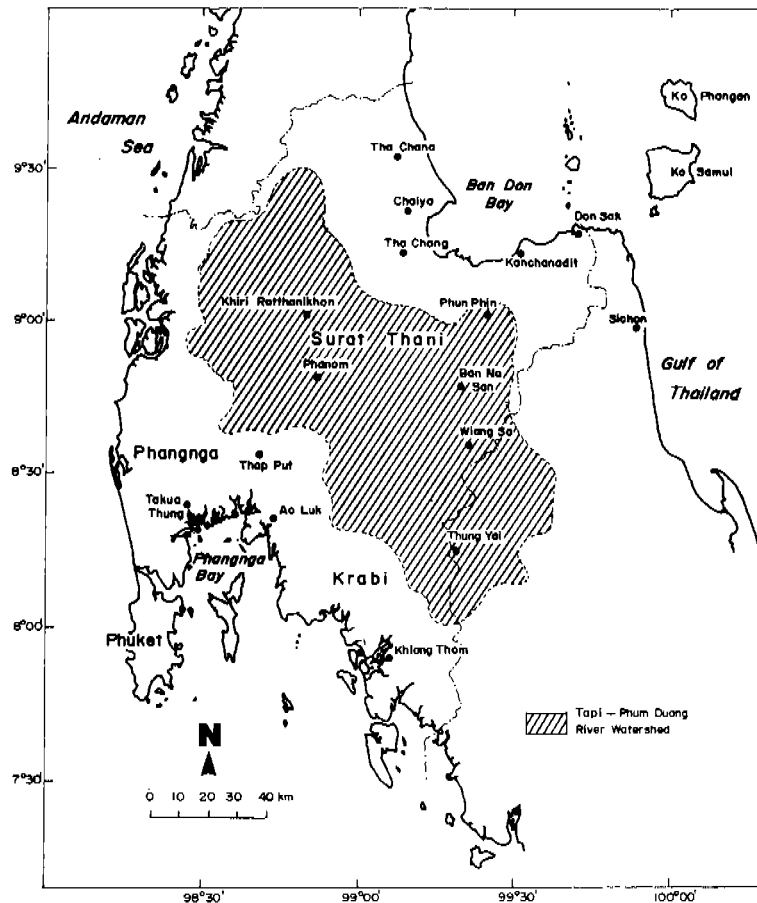 Andaman
Sea
Ko Phangan
Ko Samui
Tha Chana
9°30'
Ban Don
Bay
Chaiya
Don Sak
Tha Chang
Kanchanadit
Khiri Ratthanikhon
Phun Phin
9°00'
Sichon
Surat Thani
Gulf of
Thailand
Phanom
Ban Na
San
Wiang Sa
Phangnga
8°30'
Thap Put
Takua
Thung
Ao Luk
Thung Yai
Phangnga
Bay
Krabi
8°00'
Phuket
Khlang Thom
N
Tapi - Phum Duang
River Watershed
7°30'
0 10 20 30 40 km
98°30' 99°00' 99°30' 100°00'